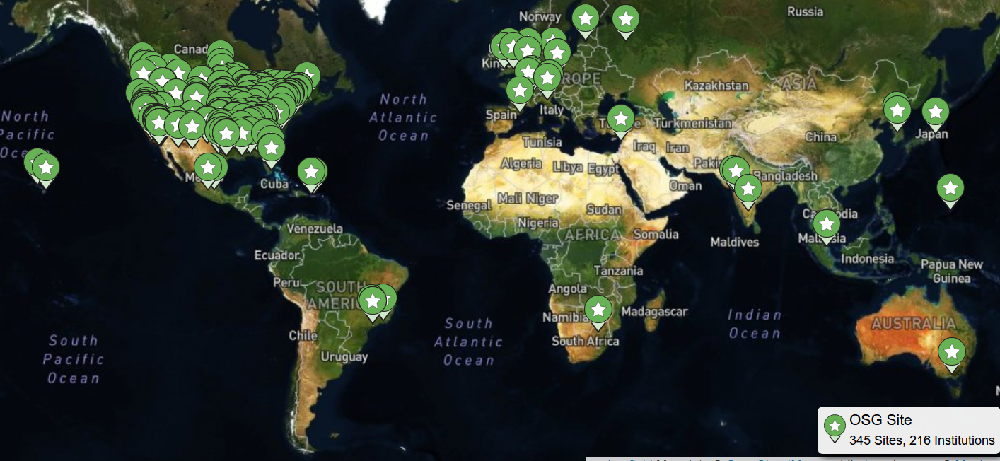 Norway
Russia
Canad
Kin
ROPE
Kazakhstan
ASIA
North
Atlantic
Ocean
North
Pacific
Oce
Spain
Italy
Turkmenistan
China
Japan
Tunisia
Iraq
Iran
Algeria
Libya
Egypt
Pakis
Bangladesh
M
Cuba
Oman
Mali
Niger
Senegal
Sudan
Nigeria
Venezuela
AFRICA
Somalia
Maldives
Indonesia
Ecuador
Papua New
Guinea
Tanzania
Peru
SOUTH
AMERI
Angola
Namibia
Madagascar
Indian
Ocean
AUSTRALIA
South
Atlantic
Ocean
Chile
South Africa
South
Pacific
Ocean
Uruguay
OSG Site
345 Sites, 216 Institutions